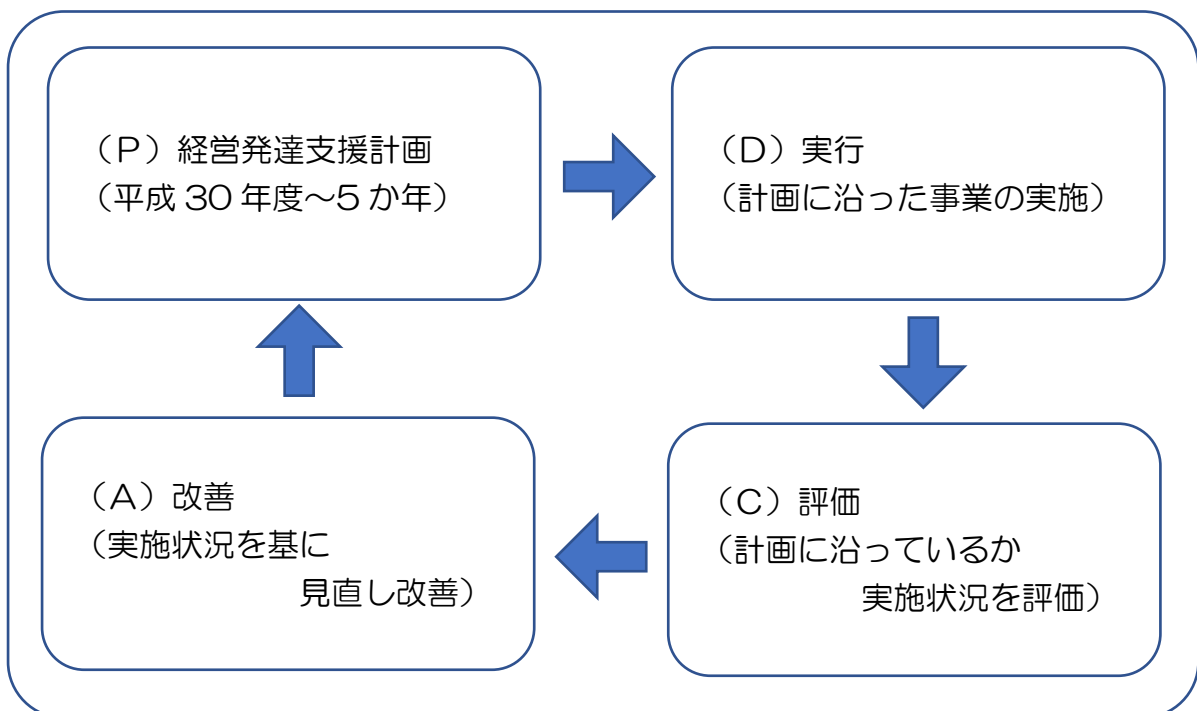 （Ｐ）経営発達支援計画
（平成 30 年度～5 か年）
（Ｄ）実行
（計画に沿った事業の実施）
（Ｃ）評価
（計画に沿っているか
実施状況を評価）
（Ａ）改善
（実施状況を基に
見直し改善）